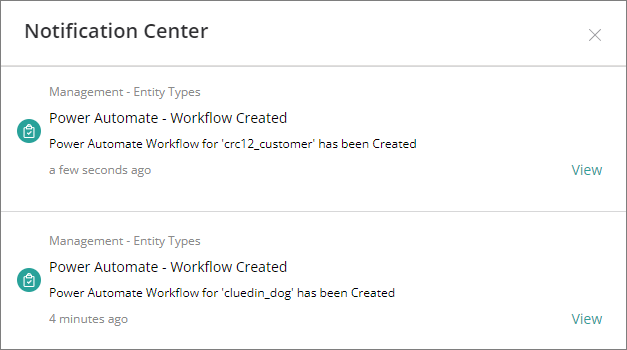 Notification Center
Management - Entity Types
Power Automate - Workflow Created
Power Automate Workflow for 'crc12_customer' has been Created
a few seconds ago
View
Management - Entity Types
Power Automate - Workflow Created
Power Automate Workflow for 'cluedin_dog' has been Created
4 minutes ago
View